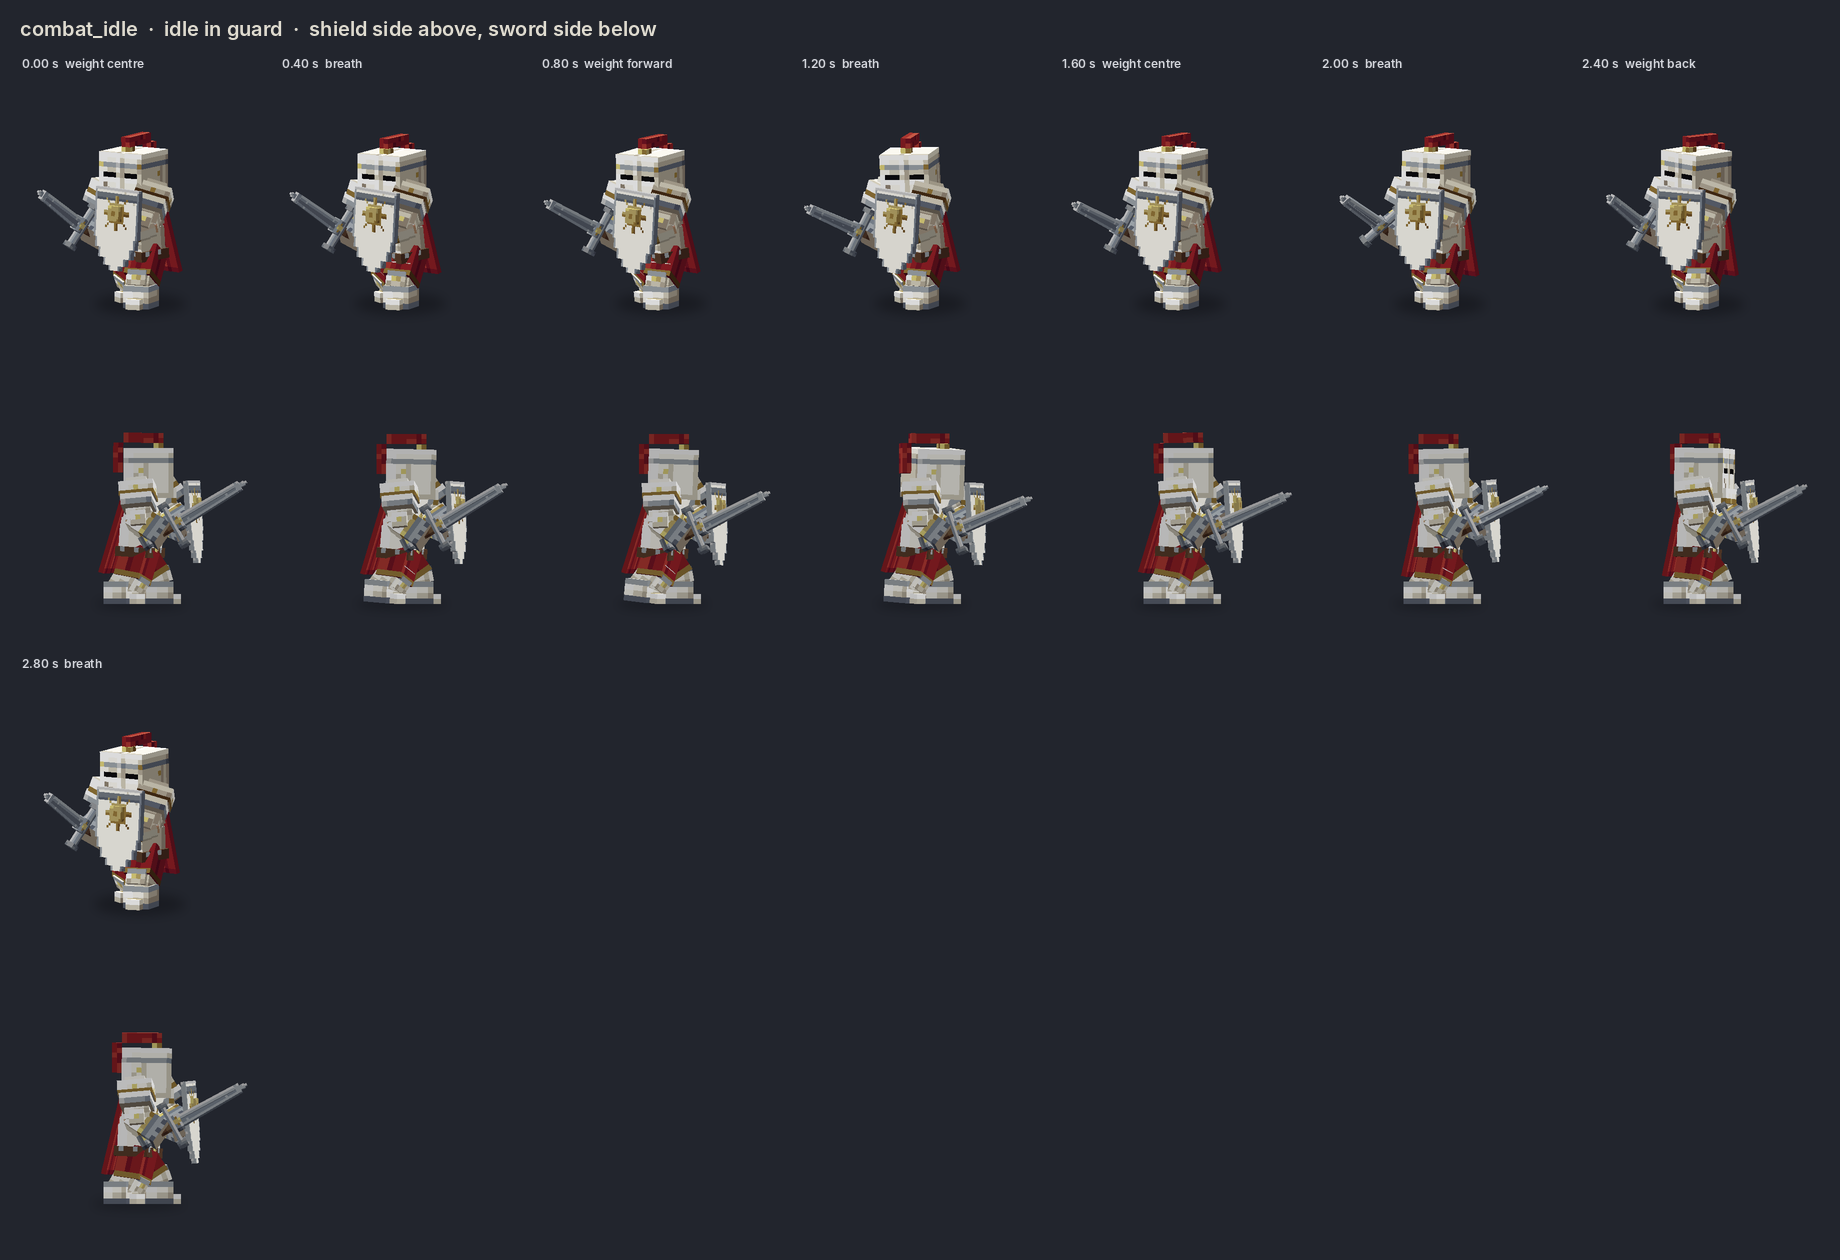 combat_idle · idle in guard · shield side above, sword side below
0.00 s weight centre
0.40 s breath
0.80 s weight forward
1.20 s breath
1.60 s weight centre
2.00 s breath
2.40 s weight back
2.80 s breath